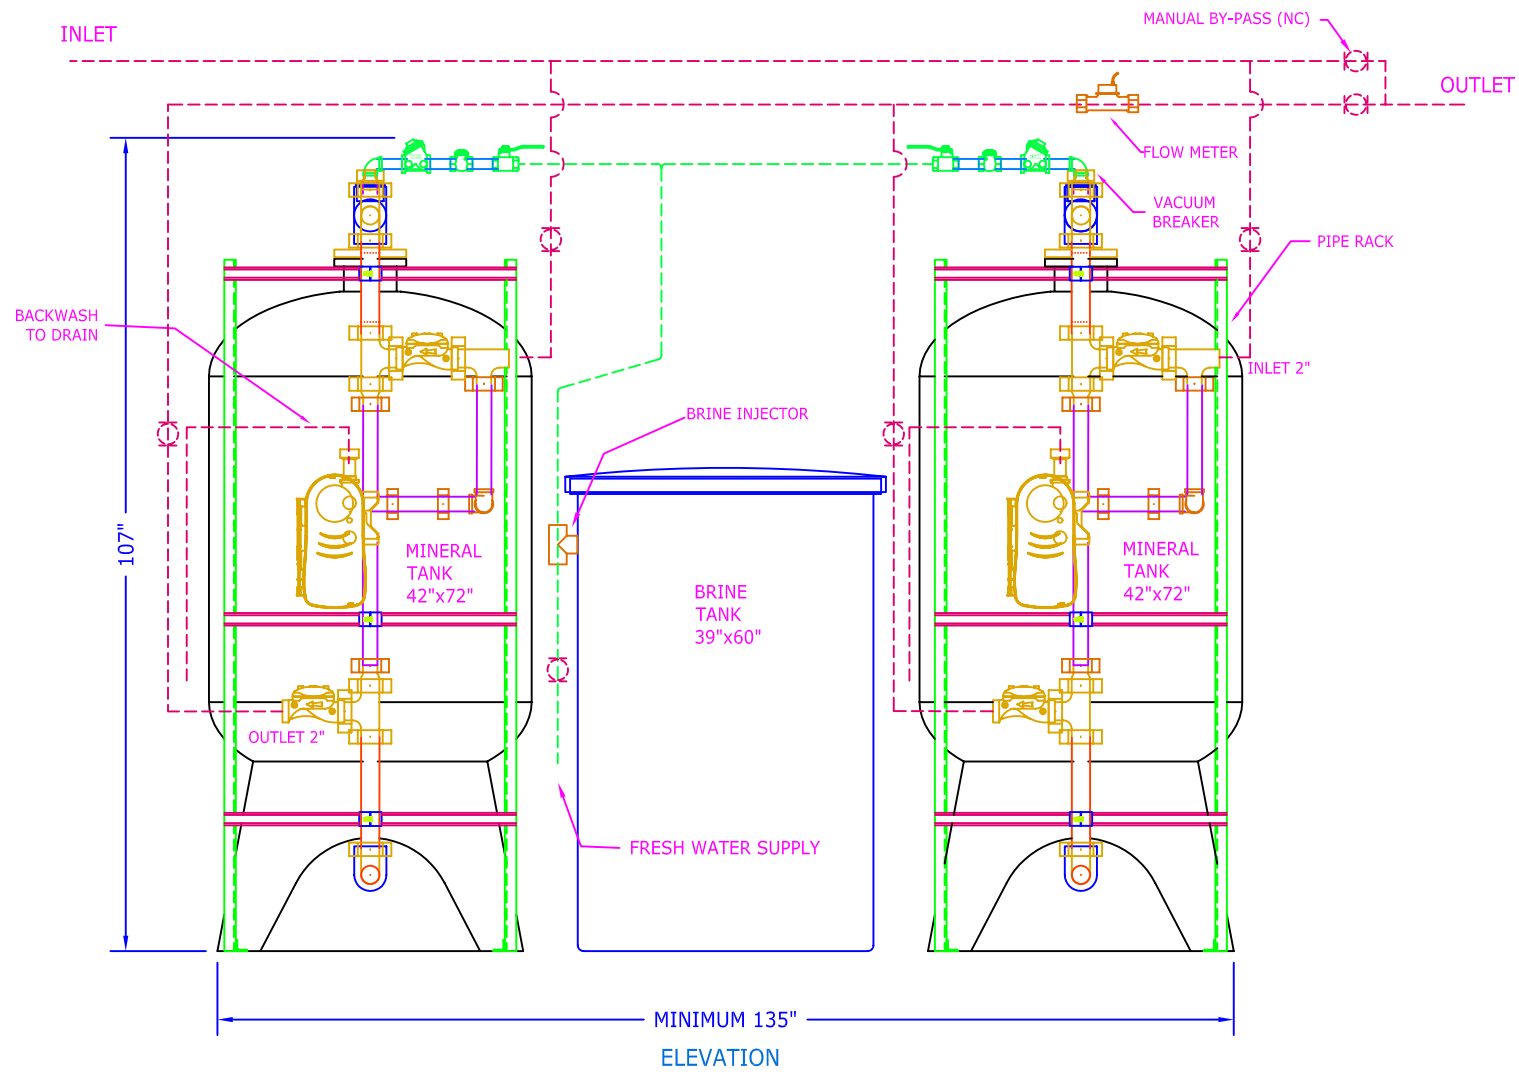 MANUAL BY-PASS (NC)
INLET
OUTLET
FLOW METER
VACUUM
BREAKER
PIPE RACK
BACKWASH
TO DRAIN
INLET 2"
BRINE INJECTOR
107"
MINERAL
TANK
42"x72"
MINERAL
TANK
42"x72"
BRINE
TANK
39"x60"
OUTLET 2"
FRESH WATER SUPPLY
MINIMUM 135"
ELEVATION